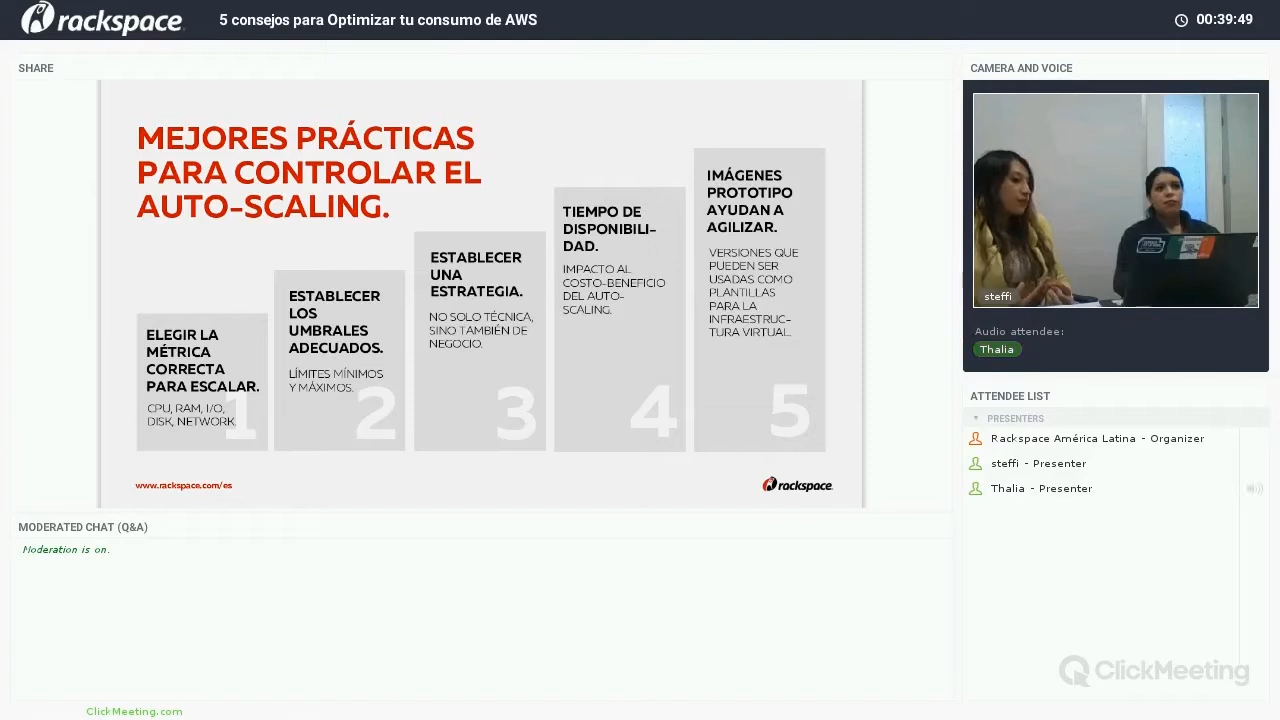 rackspace
5 consejos para Optimizar tu consumo de AWS
00:39:49
SHARE
MEJORES PRÁCTICAS
PARA CONTROLAR EL
AUTO-SCALING.
ELEGIR LA
MÉTRICA
CORRECTA
PARA ESCALAR.
CPU, RAM, I/O,
DISK, NETWORK.
1
ESTABLECER
LOS
UMBRALES
ADECUADOS.
LÍMITES MÍNIMOS
Y MÁXIMOS.
2
ESTABLECER
UNA
ESTRATEGIA.
NO SOLO TÉCNICA,
SINO TAMBIÉN DE
NEGOCIO.
3
TIEMPO DE
DISPONIBILI-
DAD.
IMPACTO AL
COSTO-BENEFICIO
DEL AUTO-
SCALING.
4
IMÁGENES
PROTOTIPO
AYUDAN A
AGILIZAR.
VERSIONES QUE
PUEDEN SER
USADAS COMO
PLANTILLAS
PARA LA
INFRAESTRUC-
TURA VIRTUAL.
5
www.rackspace.com/es
rackspace
MODERATED CHAT (Q&A)
Moderation is on.
CAMERA AND VOICE
steffi
Audio attendee:
Thalia
ATTENDEE LIST
PRESENTERS
Rackspace América Latina - Organizer
steffi - Presenter
Thalia - Presenter
ClickMeeting
ClickMeeting.com